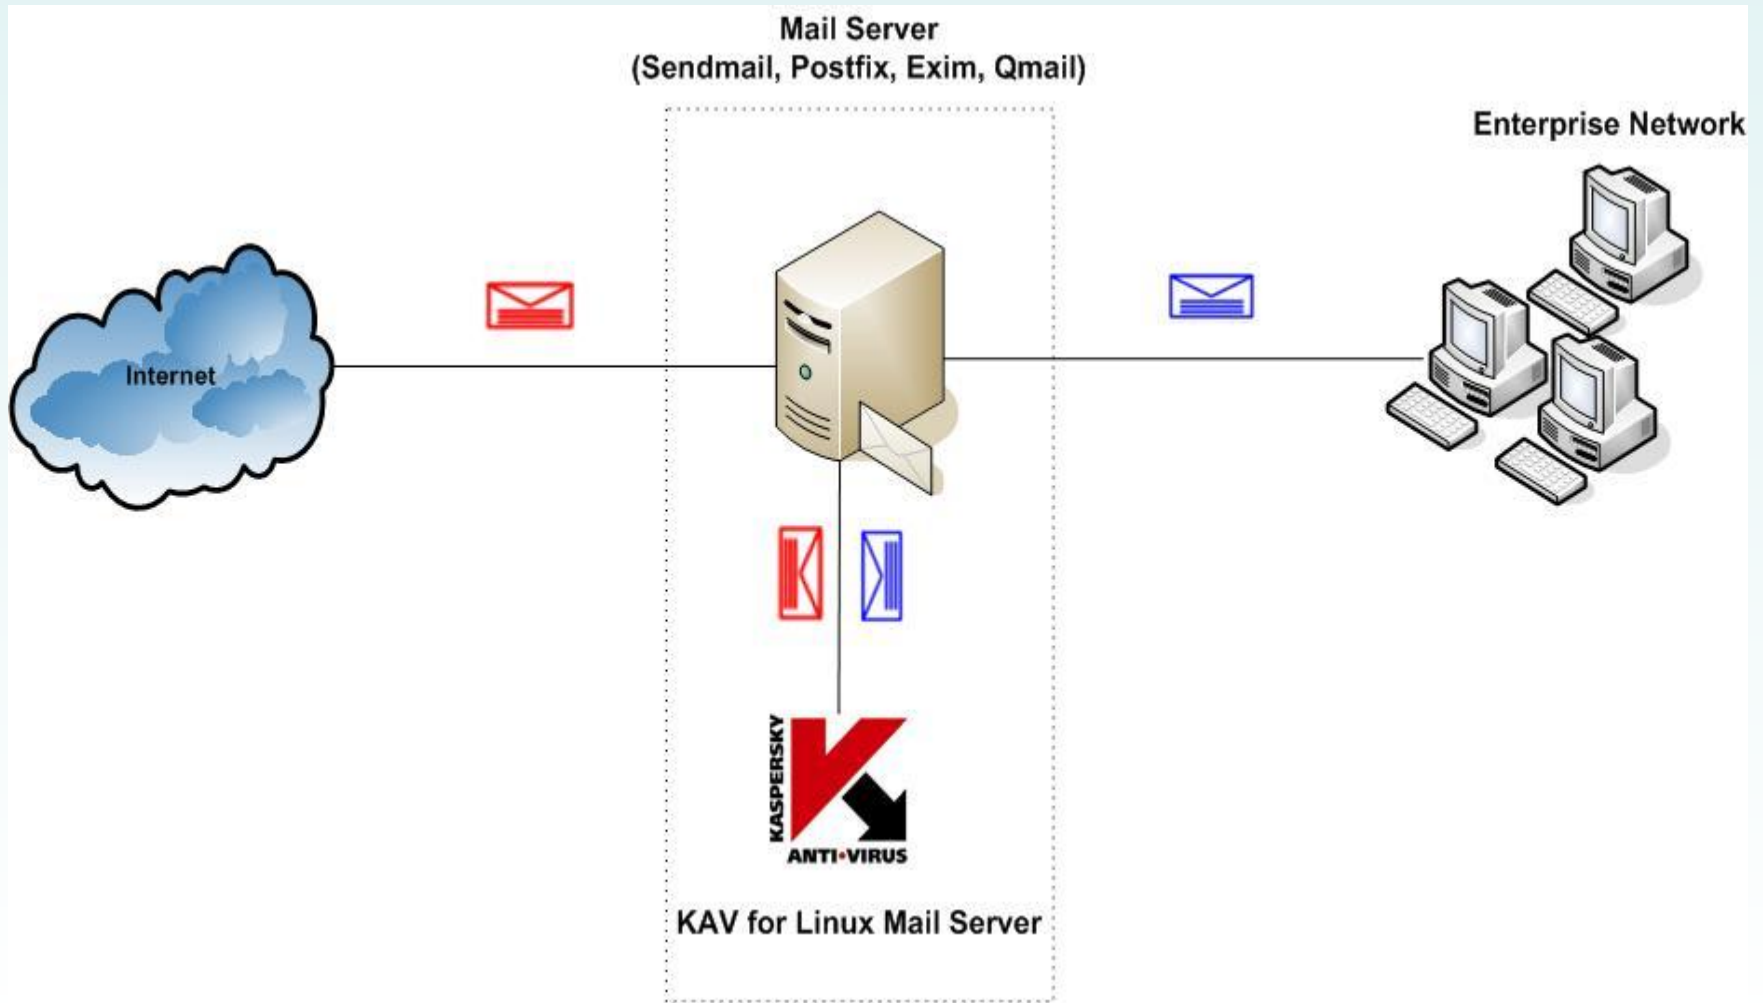 Mail Server
(Sendmail, Postfix, Exim, Qmail)
Enterprise Network
Internet
KASPERSKY
ANTI•VIRUS
KAV for Linux Mail Server